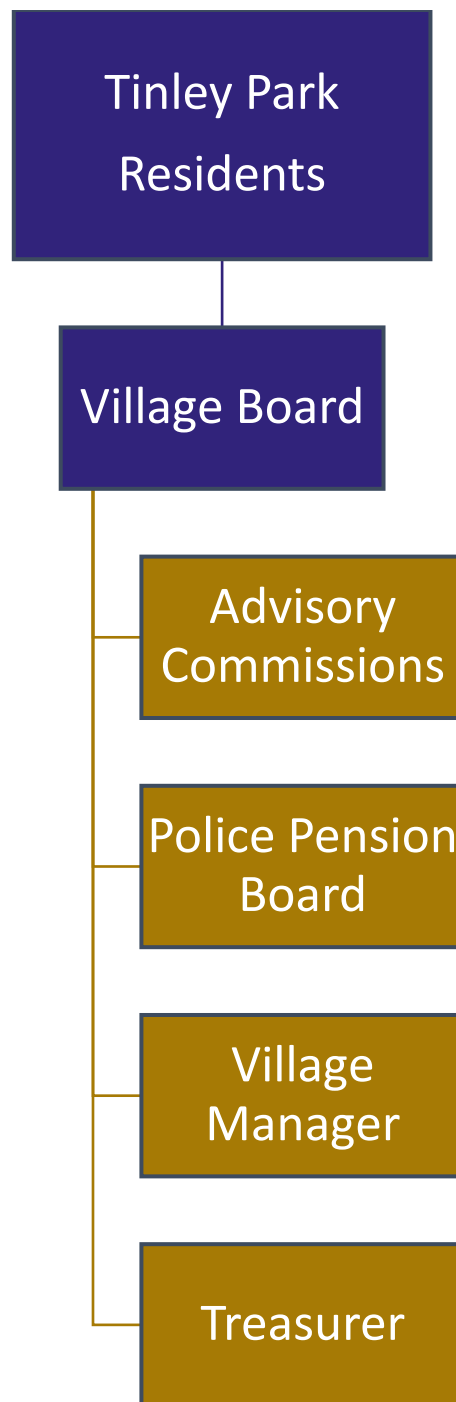 Tinley Park
Residents
Village Board
Advisory
Commissions
Police Pension
Board
Village
Manager
Treasurer